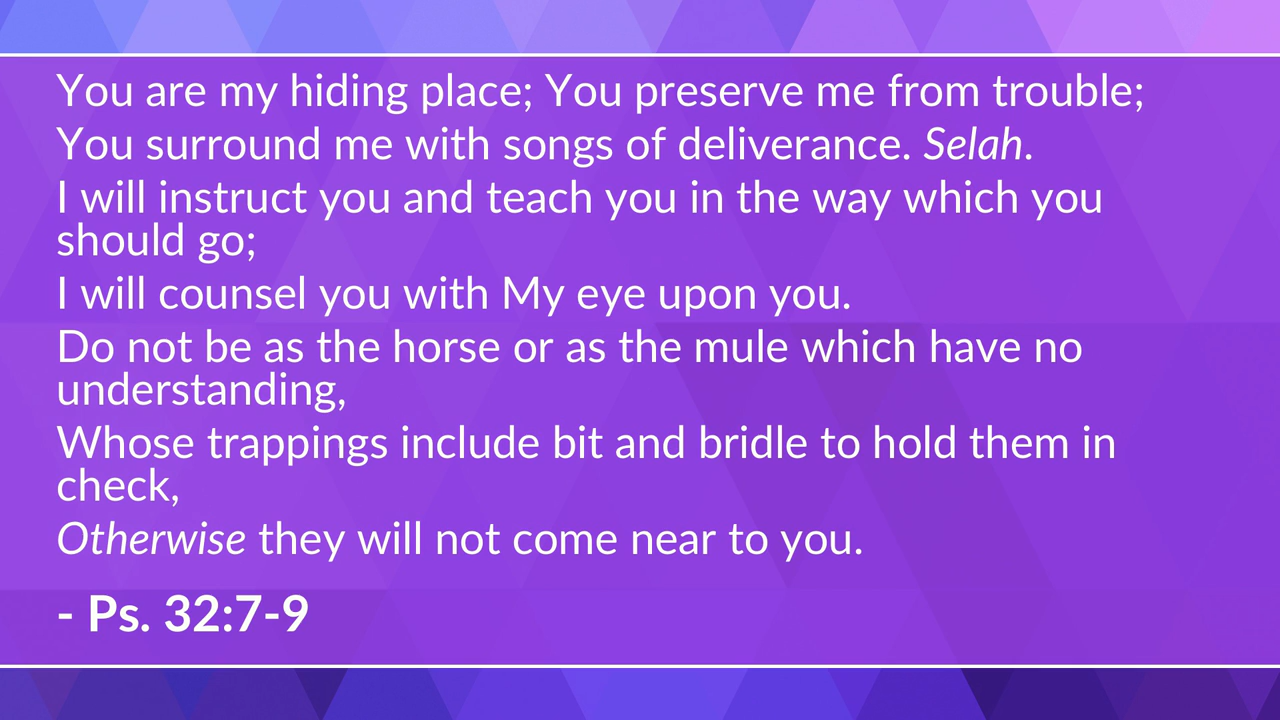 You are my hiding place; You preserve me from trouble;
You surround me with songs of deliverance. Selah.
I will instruct you and teach you in the way which you
should go;
I will counsel you with My eye upon you.
Do not be as the horse or as the mule which have no
understanding,
Whose trappings include bit and bridle to hold them in
check,
Otherwise they will not come near to you.
- Ps. 32:7-9